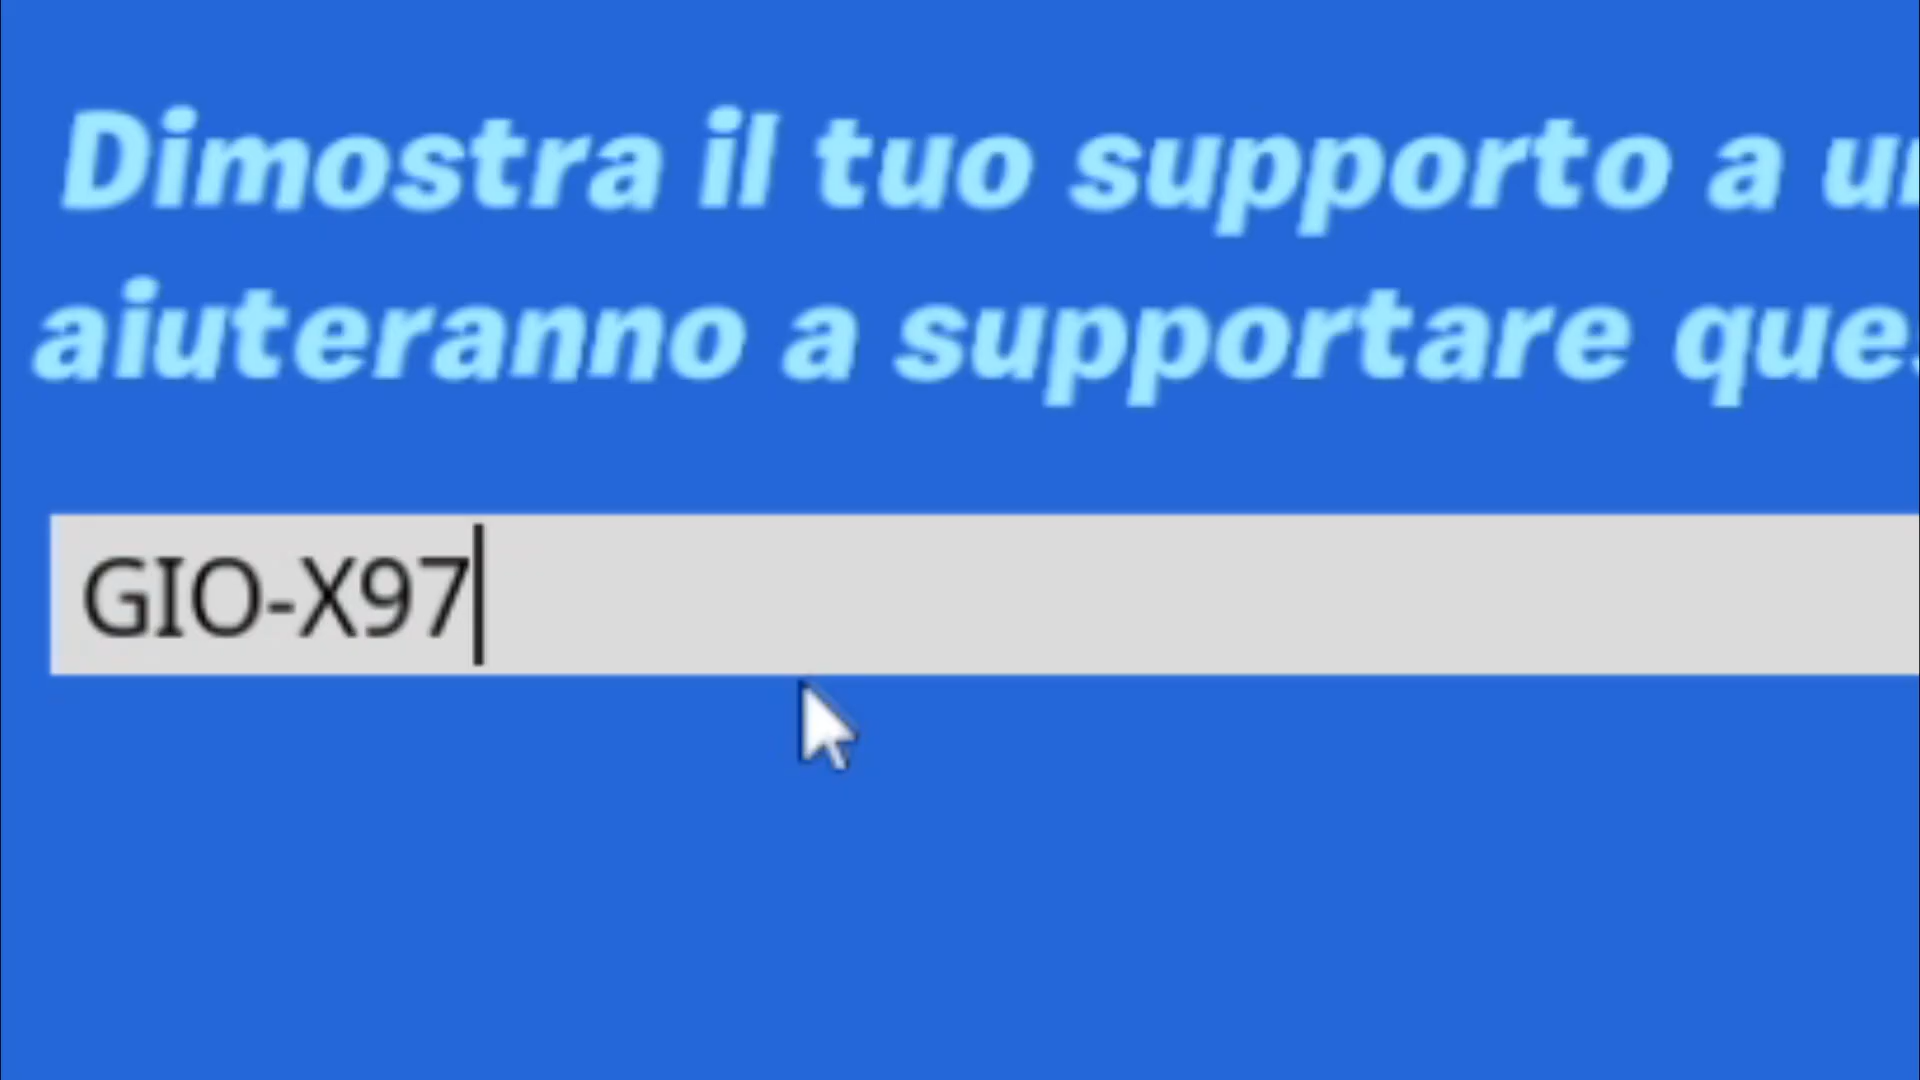 Dimostra il tuo supporto a
aiuteranno a supportare
GIO-X97